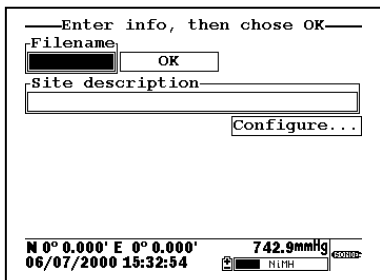 Enter info, then chose OK
Filename
OK
Site description
Configure...
N 0° 0.000' E 0° 0.000' 742.9mmHg
06/07/2000 15:32:54 NiMH SONDE